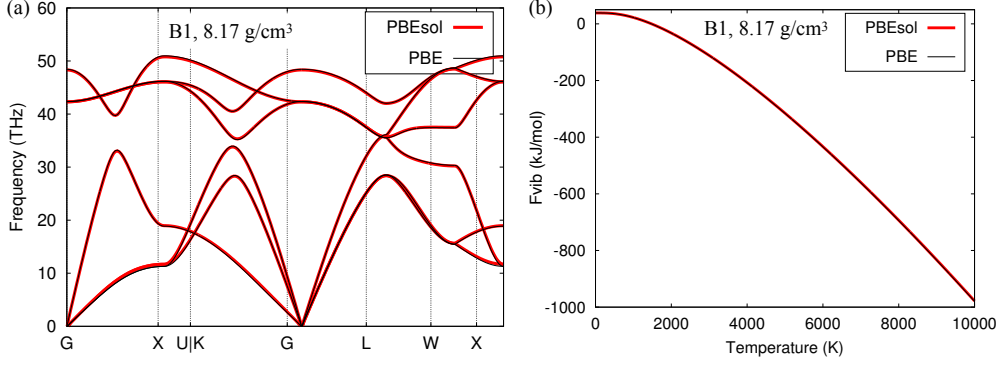 (a)
B1, 8.17 g/cm³
PBEsol
PBE
Frequency (THz)
60
50
40
30
20
10
0
G X U|K G L W X
(b)
B1, 8.17 g/cm³
PBEsol
PBE
Fvib (kJ/mol)
0
-200
-400
-600
-800
-1000
0 2000 4000 6000 8000 10000
Temperature (K)